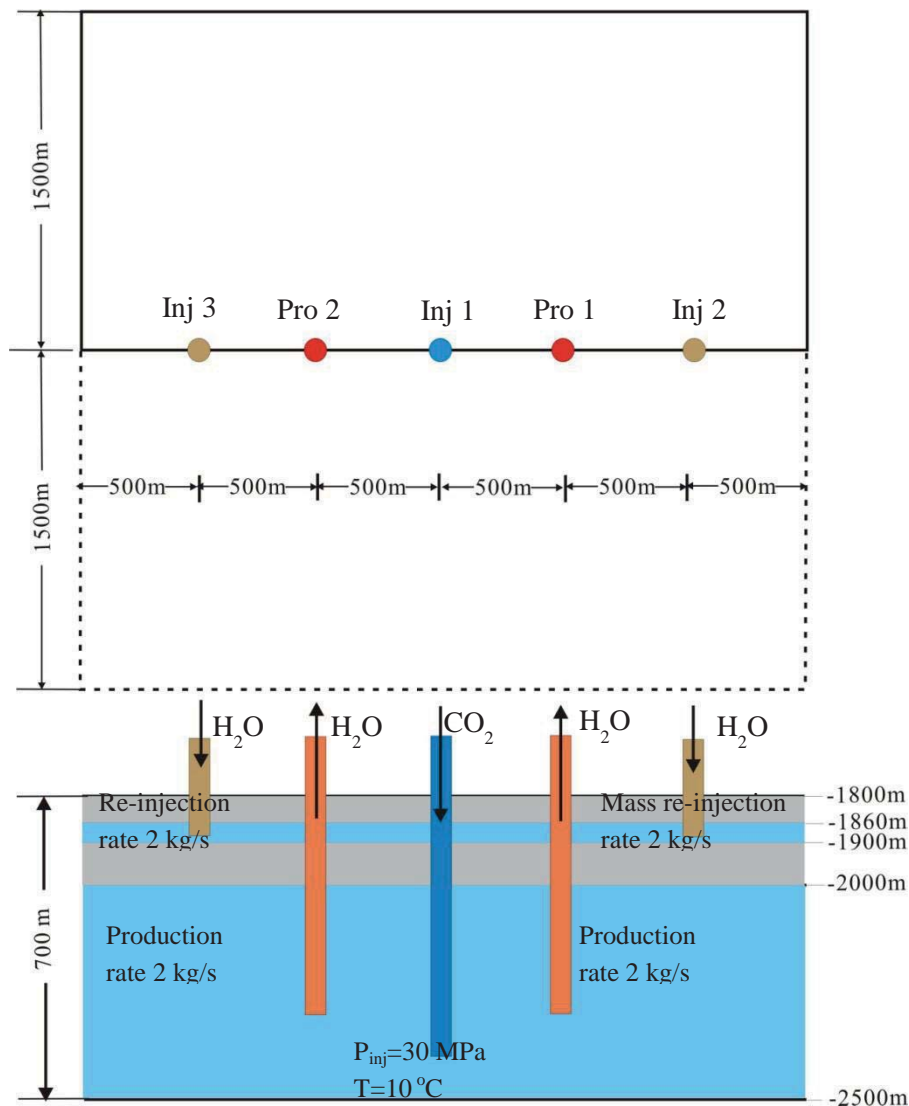 1500m
Inj 3 Pro 2 Inj 1 Pro 1 Inj 2
500m 500m 500m 500m 500m 500m
1500m
H₂O H₂O CO₂ H₂O H₂O
Re-injection
rate 2 kg/s
Mass re-injection
rate 2 kg/s
-1800m
-1860m
-1900m
-2000m
700 m
Production
rate 2 kg/s
Production
rate 2 kg/s
Pinj=30 MPa
T=10 °C
-2500m